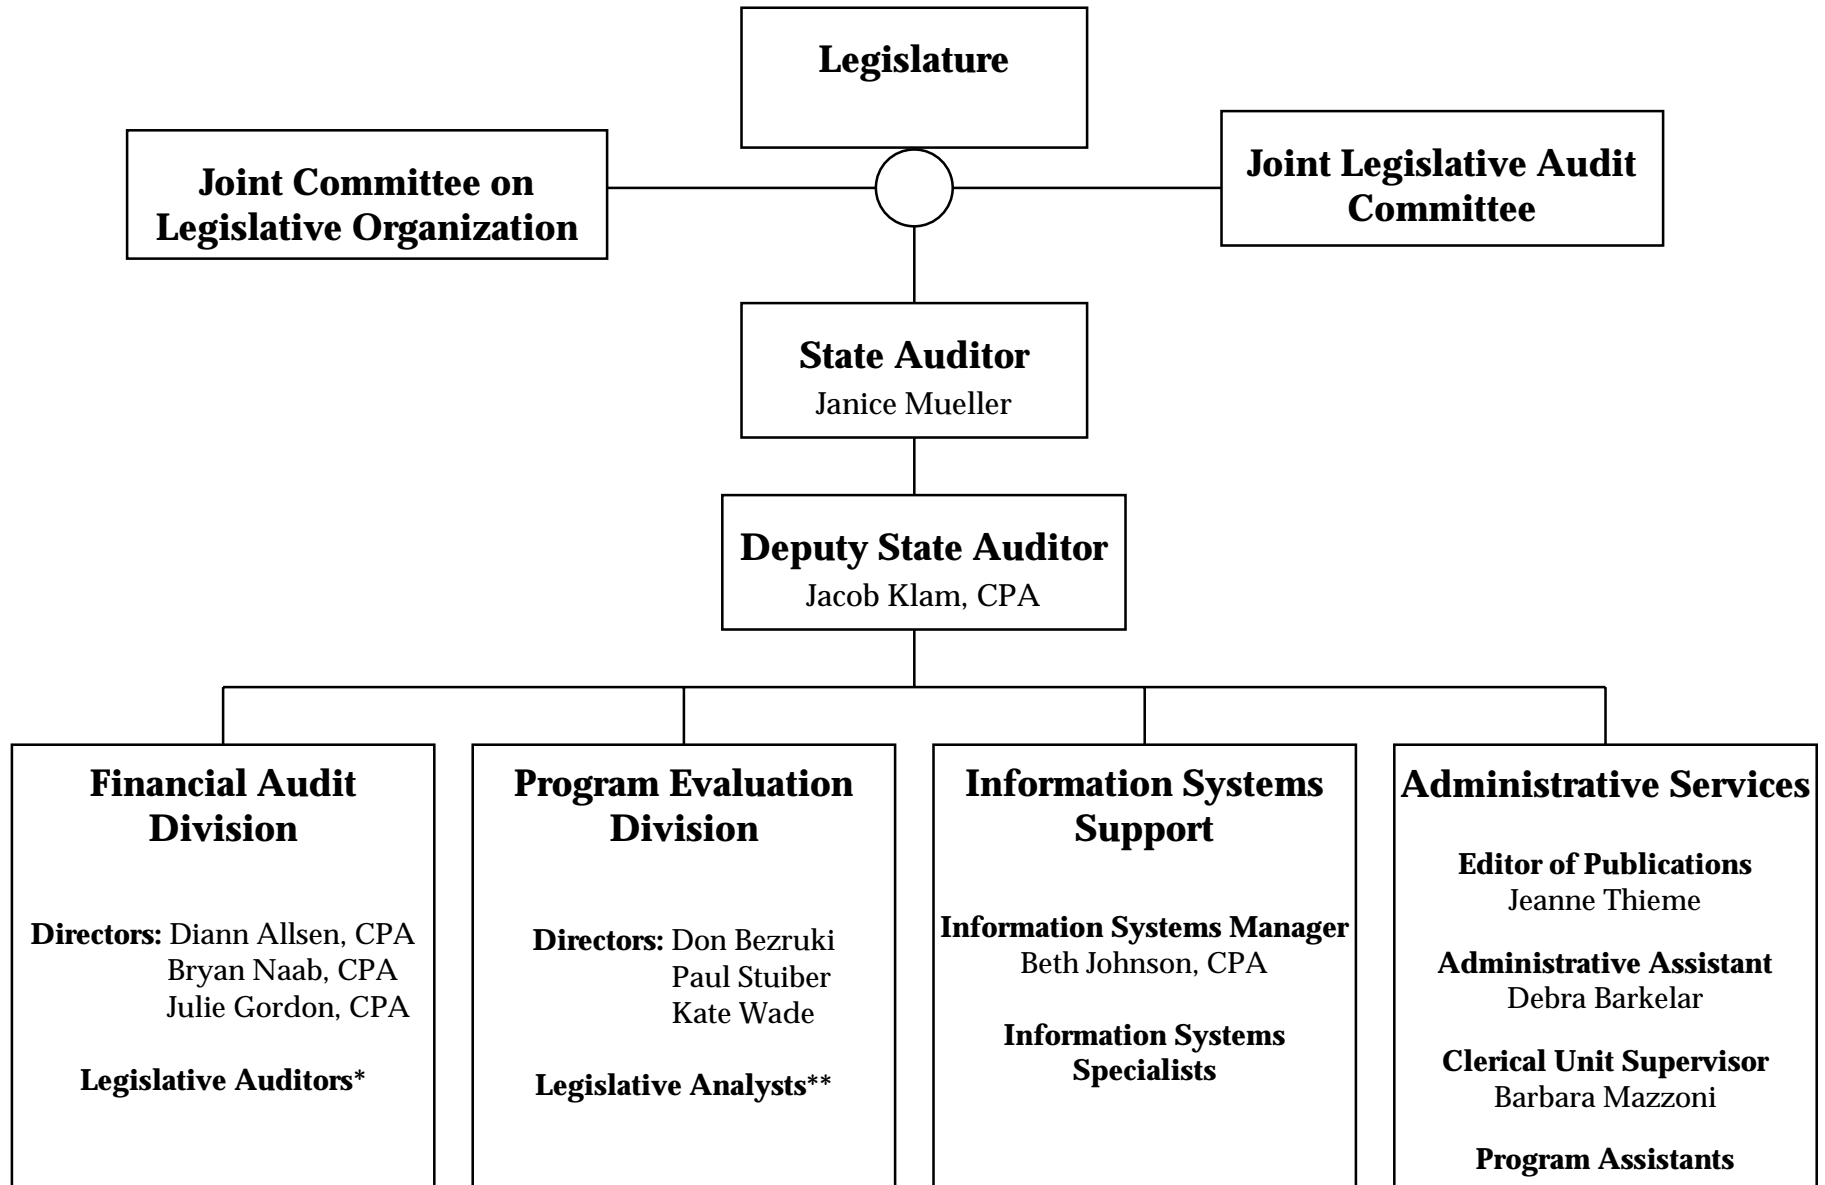 Legislature
Joint Committee on
Legislative Organization
Joint Legislative Audit
Committee
State Auditor
Janice Mueller
Deputy State Auditor
Jacob Klam, CPA
Financial Audit
Division
Directors: Diann Allsen, CPA
Bryan Naab, CPA
Julie Gordon, CPA
Legislative Auditors*
Program Evaluation
Division
Directors: Don Bezruki
Paul Stuiber
Kate Wade
Legislative Analysts**
Information Systems
Support
Information Systems Manager
Beth Johnson, CPA
Information Systems
Specialists
Administrative Services
Editor of Publications
Jeanne Thieme
Administrative Assistant
Debra Barkelar
Clerical Unit Supervisor
Barbara Mazzoni
Program Assistants